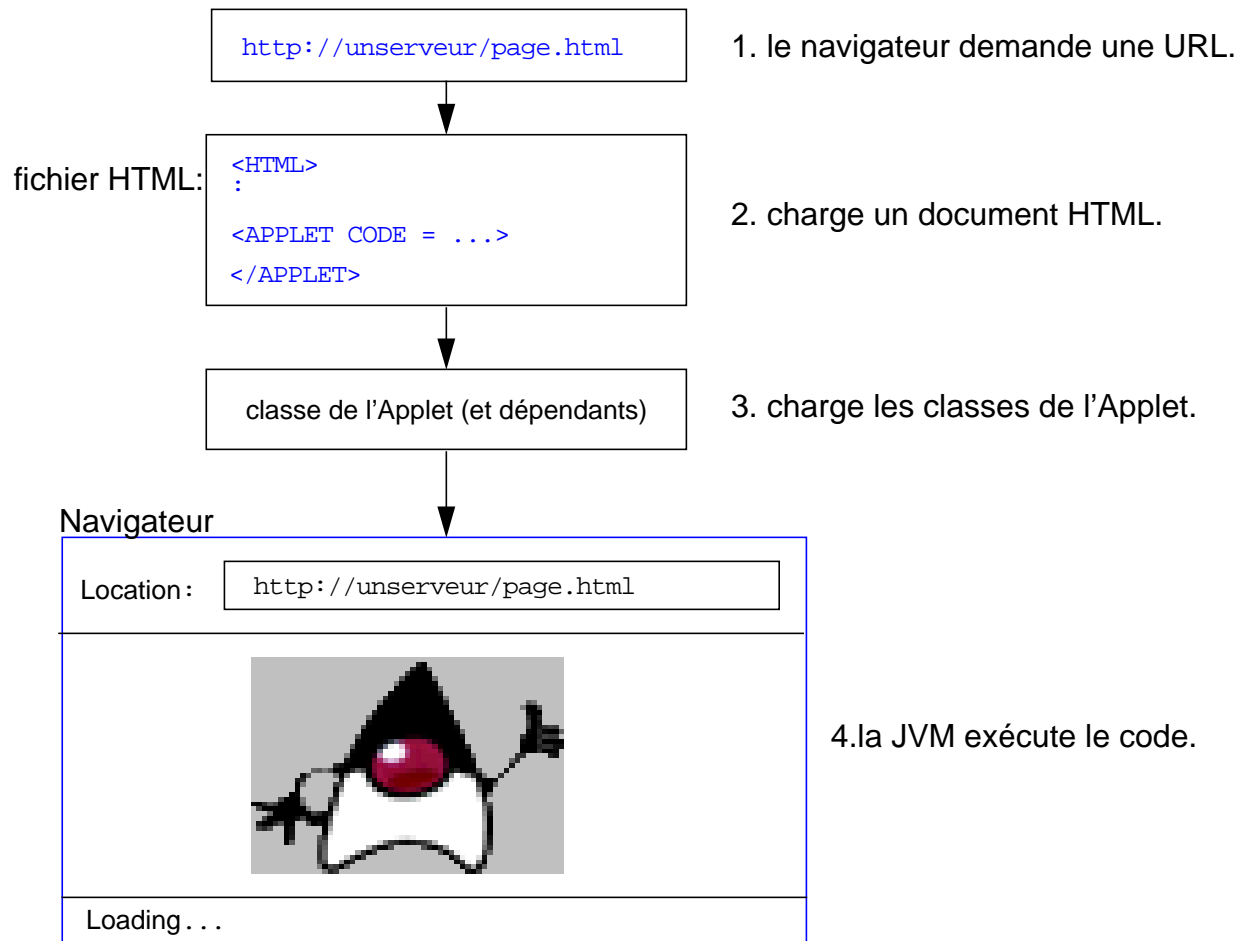 http://unserveur/page.html
1. le navigateur demande une URL.
fichier HTML:
<HTML>
:
<APPLET CODE = ...>
</APPLET>
2. charge un document HTML.
classe de l’Applet (et dépendants)
3. charge les classes de l’Applet.
Navigateur
Location:
http://unserveur/page.html
4.la JVM exécute le code.
Loading...